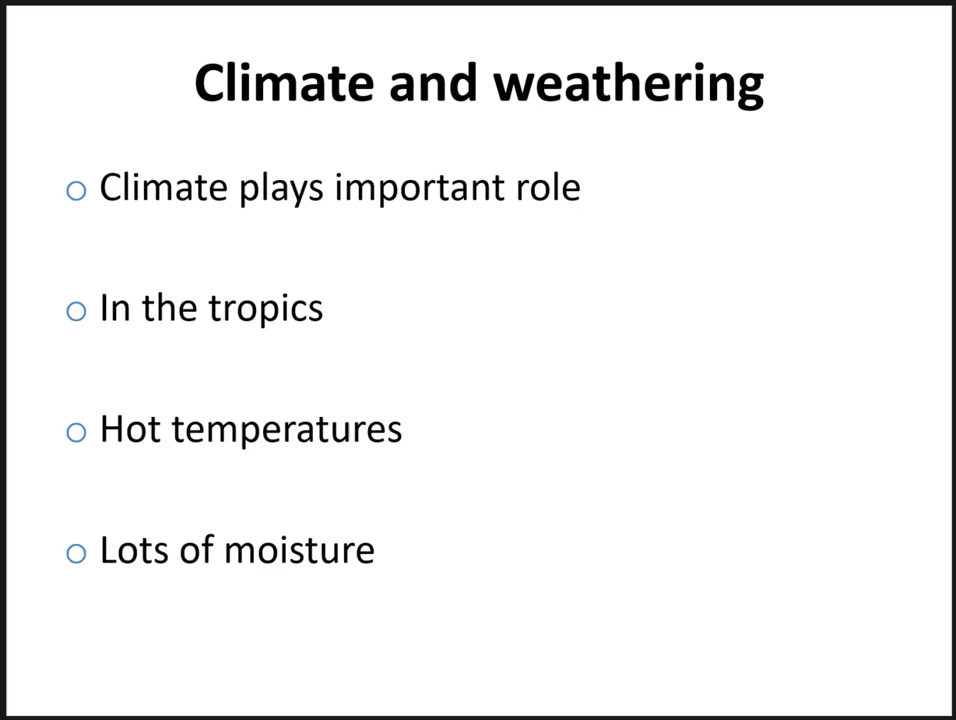 Climate and weathering
Climate plays important role
In the tropics
Hot temperatures
Lots of moisture